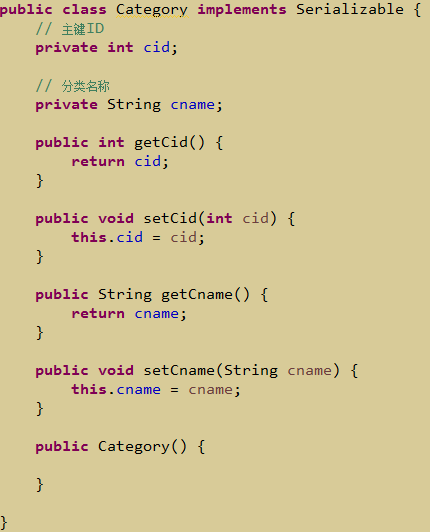 public class Category implements Serializable {
// 主键ID
private int cid;
// 分类名称
private String cname;
public int getCid() {
return cid;
}
public void setCid(int cid) {
this.cid = cid;
}
public String getCname() {
return cname;
}
public void setCname(String cname) {
this.cname = cname;
}
public Category() {
}
}